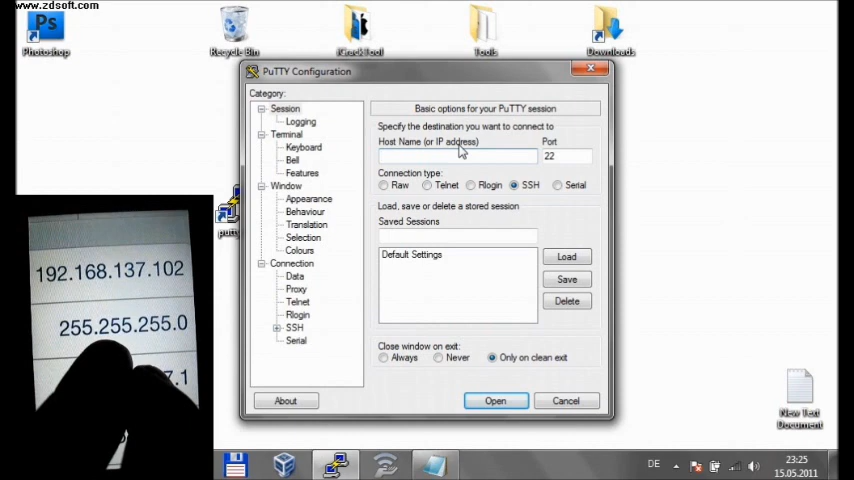 www.zdsoft.com
Photoshop
Recycle Bin
iCrackTool
Tools
Downloads
PuTTY Configuration
Category:
Session
Logging
Terminal
Keyboard
Bell
Features
Window
Appearance
Behaviour
Translation
Selection
Colours
Connection
Data
Proxy
Telnet
Rlogin
SSH
Serial
Basic options for your PuTTY session
Specify the destination you want to connect to
Host Name (or IP address)
Port
22
Connection type:
Raw
Telnet
Rlogin
SSH
Serial
Load, save or delete a stored session
Saved Sessions
Default Settings
Load
Save
Delete
Close window on exit:
Always
Never
Only on clean exit
About
Open
Cancel
192.168.137.102
255.255.255.0
7.1
New Text
Document
DE
23:25
15.05.2011